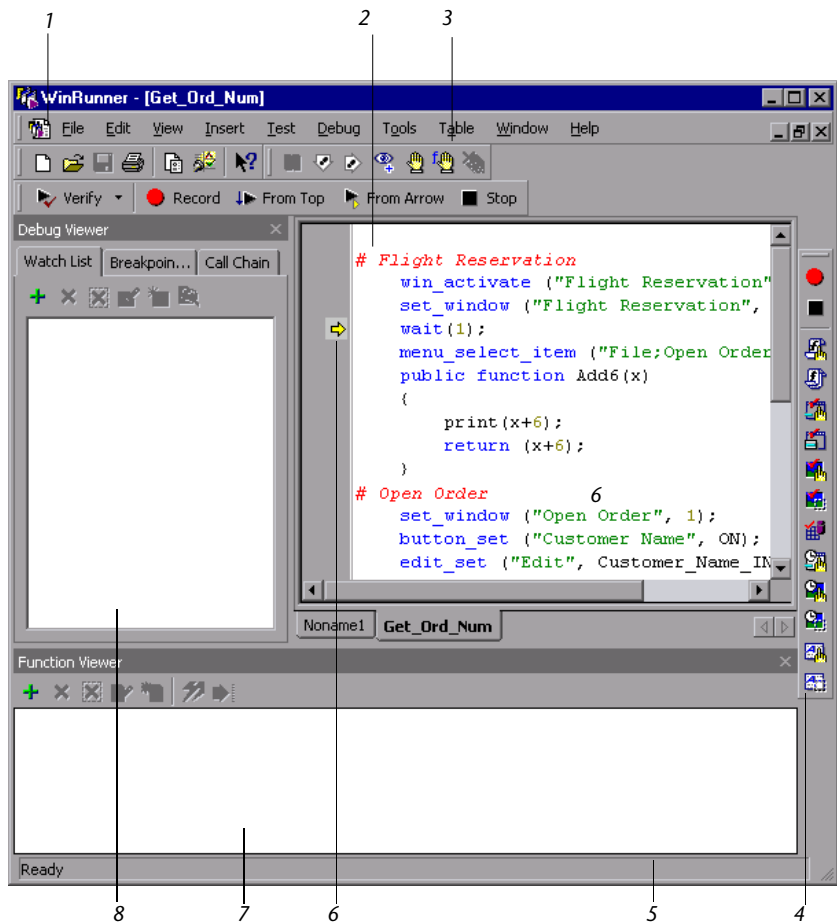 1 2 3
WinRunner - [Get_Ord_Num]
File Edit View Insert Test Debug Tools Table Window Help
Verify Record From Top From Arrow Stop
Debug Viewer
Watch List Breakpoin... Call Chain
# Flight Reservation
win_activate ("Flight Reservation"
set_window ("Flight Reservation",
wait(1);
menu_select_item ("File;Open Order
public function Add6(x)
{
print(x+6);
return (x+6);
}
# Open Order 6
set_window ("Open Order", 1);
button_set ("Customer Name", ON);
edit_set ("Edit", Customer_Name_IN
Noname1 Get_Ord_Num
Function Viewer
Ready
8 7 6 5 4